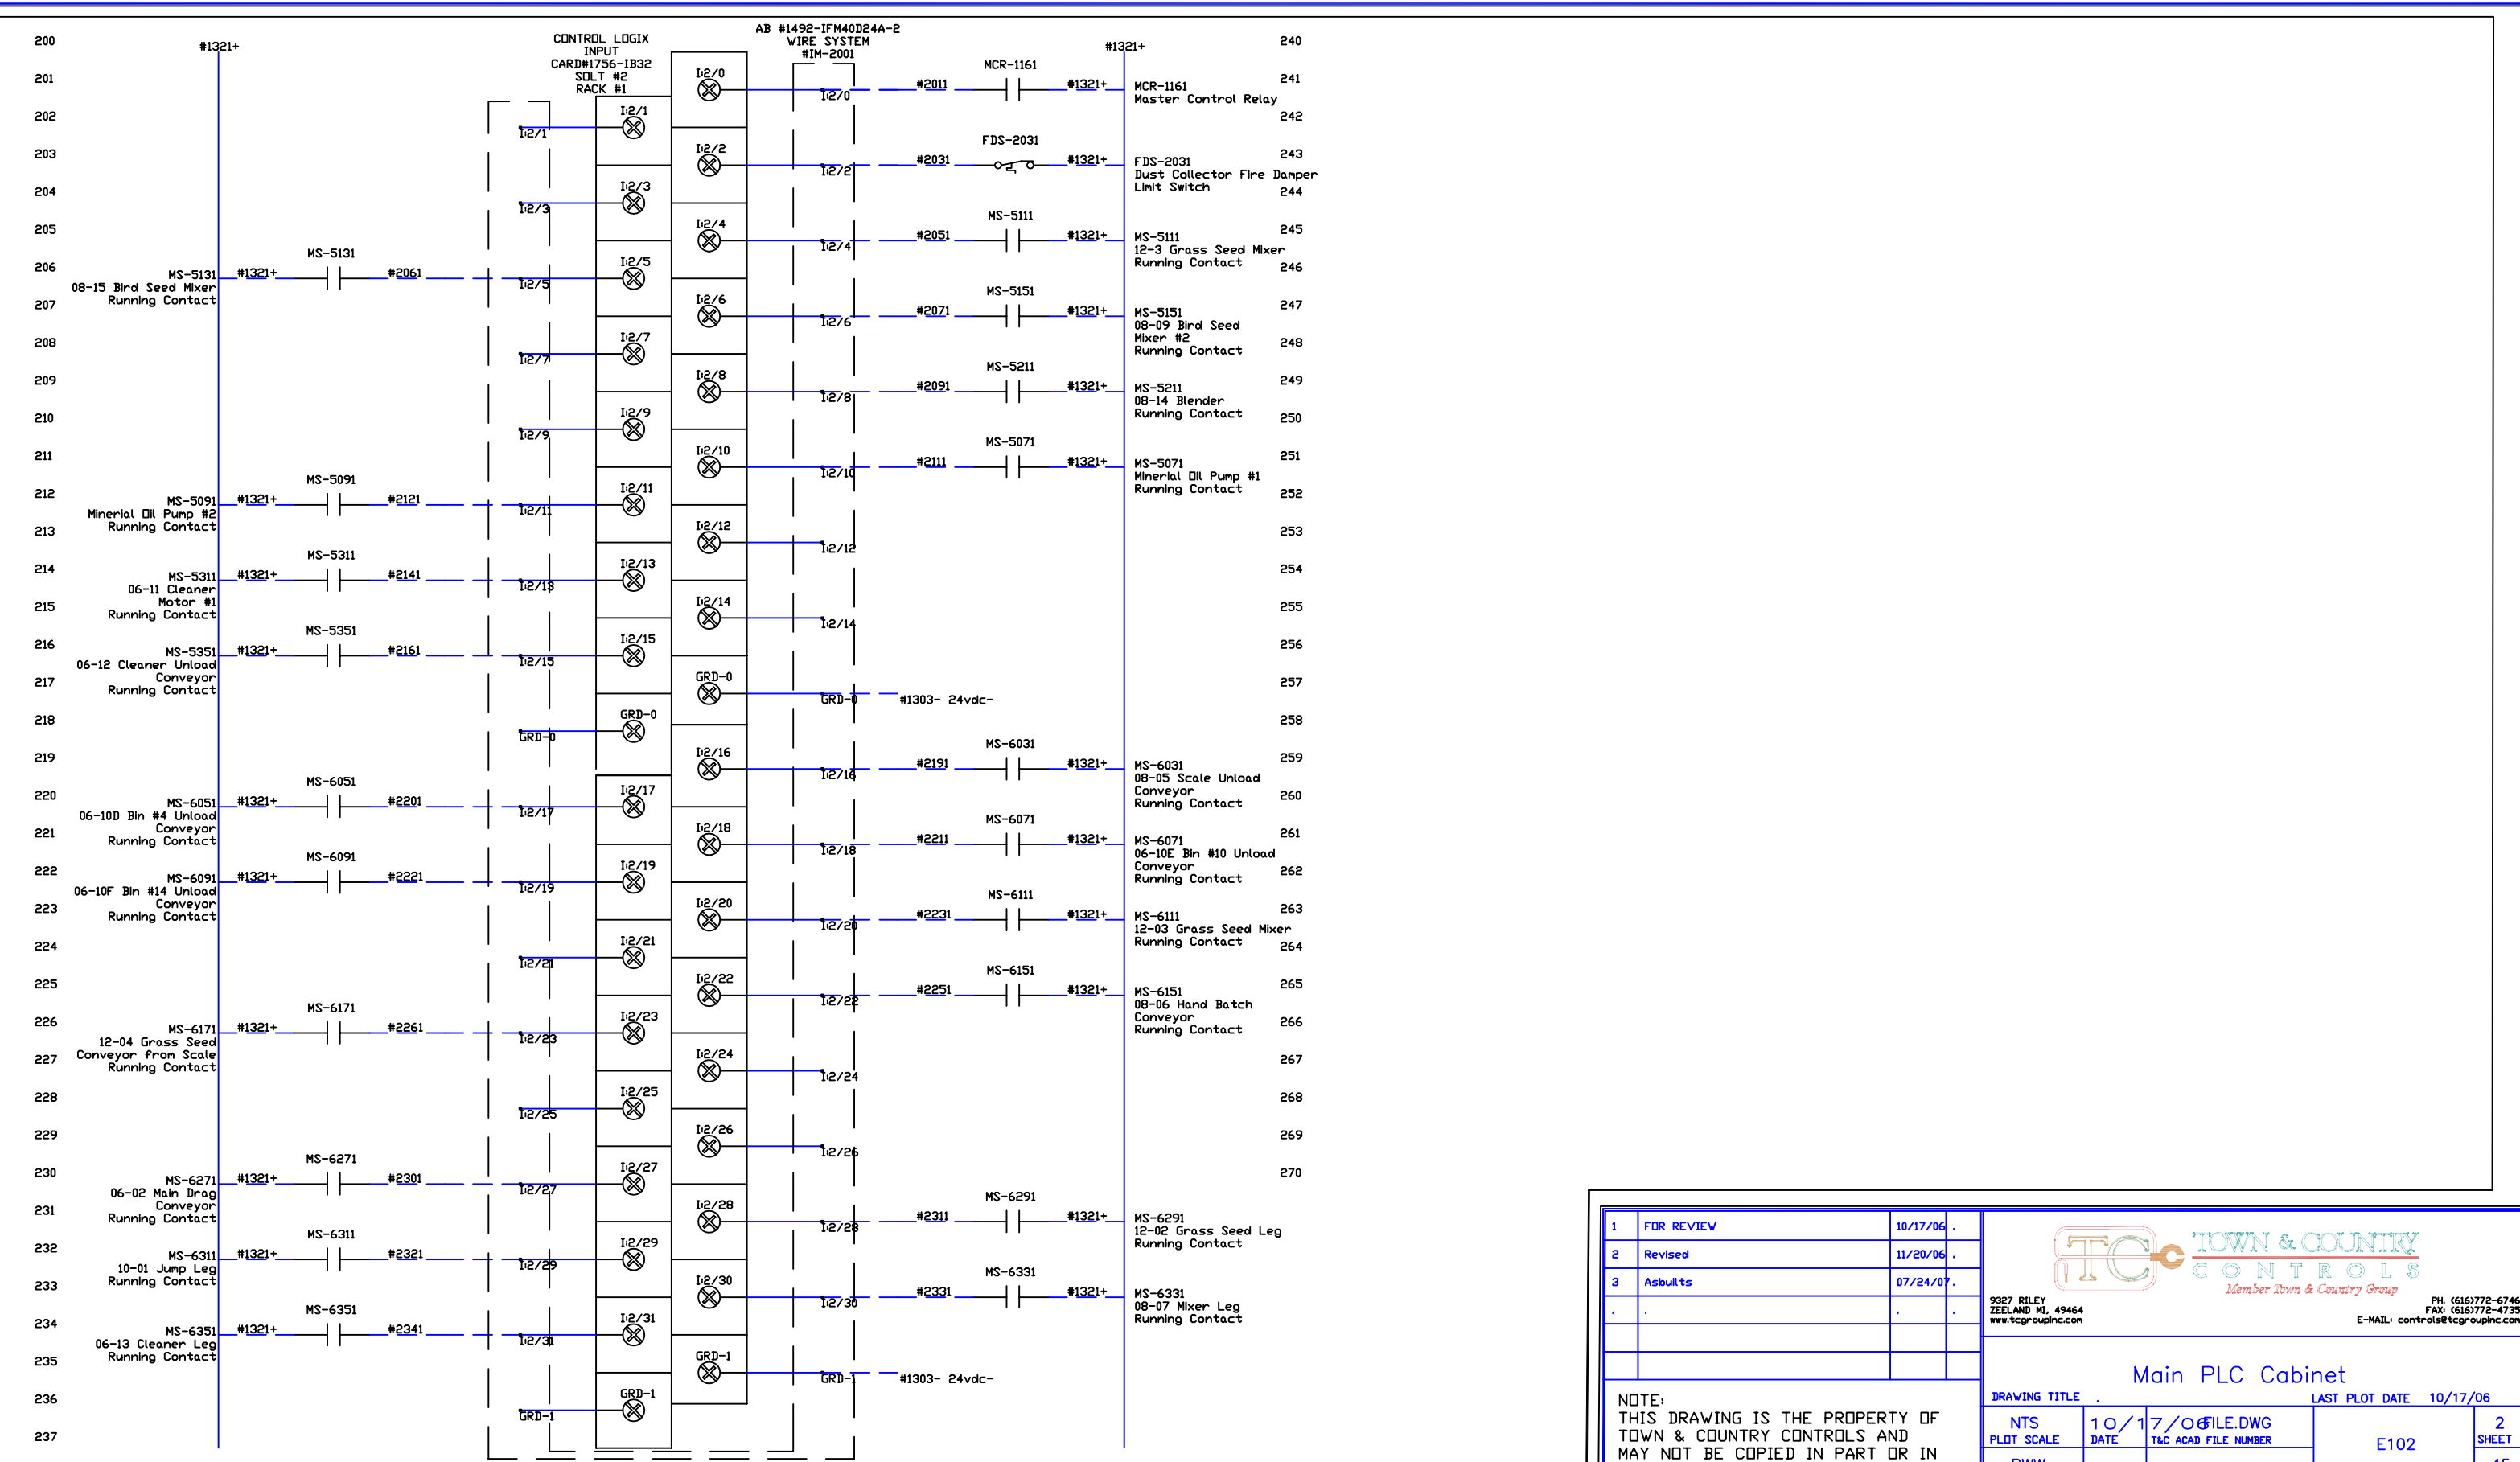 AB #1492-IFM40D24A-2
WIRE SYSTEM
#IM-2001
CONTROL LOGIX
INPUT
CARD#1756-IB32
SOLT #2
RACK #1
#1321+
#1321+
200
201
202
203
204
205
206
207
208
209
210
211
212
213
214
215
216
217
218
219
220
221
222
223
224
225
226
227
228
229
230
231
232
233
234
235
236
237
MS-5131
MS-5131 #1321+ #2061
08-15 Bird Seed Mixer
Running Contact
MS-5091
MS-5091 #1321+ #2121
Minerial Oil Pump #2
Running Contact
MS-5311
MS-5311 #1321+ #2141
06-11 Cleaner
Motor #1
Running Contact
MS-5351
MS-5351 #1321+ #2161
06-12 Cleaner Unload
Conveyor
Running Contact
MS-6051
MS-6051 #1321+ #2201
06-10D Bin #4 Unload
Conveyor
Running Contact
MS-6091
MS-6091 #1321+ #2221
06-10F Bin #14 Unload
Conveyor
Running Contact
MS-6171
MS-6171 #1321+ #2261
12-04 Grass Seed
Conveyor from Scale
Running Contact
MS-6271
MS-6271 #1321+ #2301
06-02 Main Drag
Conveyor
Running Contact
MS-6311
MS-6311 #1321+ #2321
10-01 Jump Leg
Running Contact
MS-6351
MS-6351 #1321+ #2341
06-13 Cleaner Leg
Running Contact
I:2/1
I:2/3
I:2/5
I:2/7
I:2/9
I:2/11
I:2/13
I:2/15
GRD-0
I:2/17
I:2/19
I:2/21
I:2/23
I:2/25
I:2/27
I:2/29
I:2/31
GRD-1
I:2/1
I:2/3
I:2/5
I:2/7
I:2/9
I:2/11
I:2/13
I:2/15
GRD-0
I:2/17
I:2/19
I:2/21
I:2/23
I:2/25
I:2/27
I:2/29
I:2/31
GRD-1
I:2/0
I:2/2
I:2/4
I:2/6
I:2/8
I:2/10
I:2/12
I:2/14
GRD-0
I:2/16
I:2/18
I:2/20
I:2/22
I:2/24
I:2/26
I:2/28
I:2/30
GRD-1
I:2/0
I:2/2
I:2/4
I:2/6
I:2/8
I:2/10
I:2/12
I:2/14
GRD-0 #1303- 24vdc-
I:2/16
I:2/18
I:2/20
I:2/22
I:2/24
I:2/26
I:2/28
I:2/30
GRD-1 #1303- 24vdc-
MCR-1161
#2011 #1321+ MCR-1161
Master Control Relay
FDS-2031
#2031 #1321+ FDS-2031
Dust Collector Fire Damper
Limit Switch
MS-5111
#2051 #1321+ MS-5111
12-3 Grass Seed Mixer
Running Contact
MS-5151
#2071 #1321+ MS-5151
08-09 Bird Seed
Mixer #2
Running Contact
MS-5211
#2091 #1321+ MS-5211
08-14 Blender
Running Contact
MS-5071
#2111 #1321+ MS-5071
Minerial Oil Pump #1
Running Contact
MS-6031
#2191 #1321+ MS-6031
08-05 Scale Unload
Conveyor
Running Contact
MS-6071
#2211 #1321+ MS-6071
06-10E Bin #10 Unload
Conveyor
Running Contact
MS-6111
#2231 #1321+ MS-6111
12-03 Grass Seed Mixer
Running Contact
MS-6151
#2251 #1321+ MS-6151
08-06 Hand Batch
Conveyor
Running Contact
MS-6291
#2311 #1321+ MS-6291
12-02 Grass Seed Leg
Running Contact
MS-6331
#2331 #1321+ MS-6331
08-07 Mixer Leg
Running Contact
240
241
242
243
244
245
246
247
248
249
250
251
252
253
254
255
256
257
258
259
260
261
262
263
264
265
266
267
268
269
270
1 FOR REVIEW 10/17/06 .
2 Revised 11/20/06 .
3 Asbuilts 07/24/07 .
. . . .
NOTE:
THIS DRAWING IS THE PROPERTY OF
TOWN & COUNTRY CONTROLS AND
MAY NOT BE COPIED IN PART OR IN
TC TOWN & COUNTRY
CONTROLS
Member Town & Country Group
9327 RILEY
ZEELAND MI, 49464
www.tcgroupinc.com
PH. (616)772-6746
FAX: (616)772-4735
E-MAIL: controls@tcgroupinc.com
Main PLC Cabinet
DRAWING TITLE . LAST PLOT DATE 10/17/06
NTS 10/17/06 FILE.DWG E102 2
PLOT SCALE DATE T&C ACAD FILE NUMBER SHEET